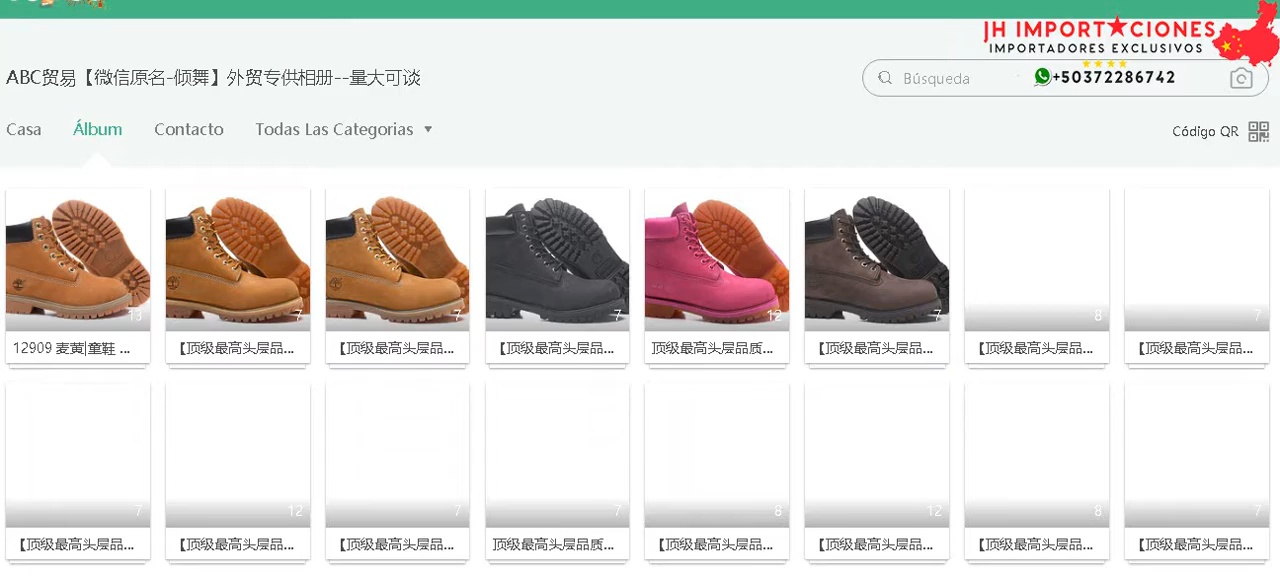 JH IMPORTACIONES
IMPORTADORES EXCLUSIVOS
ABC贸易【微信原名-倾舞】外贸专供相册--量大可谈
Búsqueda
+50372286742
Casa Álbum Contacto Todas Las Categorias
Código QR
13 7 7 7 12 7 8 7
12909 麦黄|童鞋 ... 【顶级最高头层品... 【顶级最高头层品... 【顶级最高头层品... 顶级最高头层品质... 【顶级最高头层品... 【顶级最高头层品... 【顶级最高头层品...
7 12 7 7 8 12 8 7
【顶级最高头层品... 【顶级最高头层品... 【顶级最高头层品... 顶级最高头层品质... 【顶级最高头层品... 【顶级最高头层品... 【顶级最高头层品... 【顶级最高头层品...